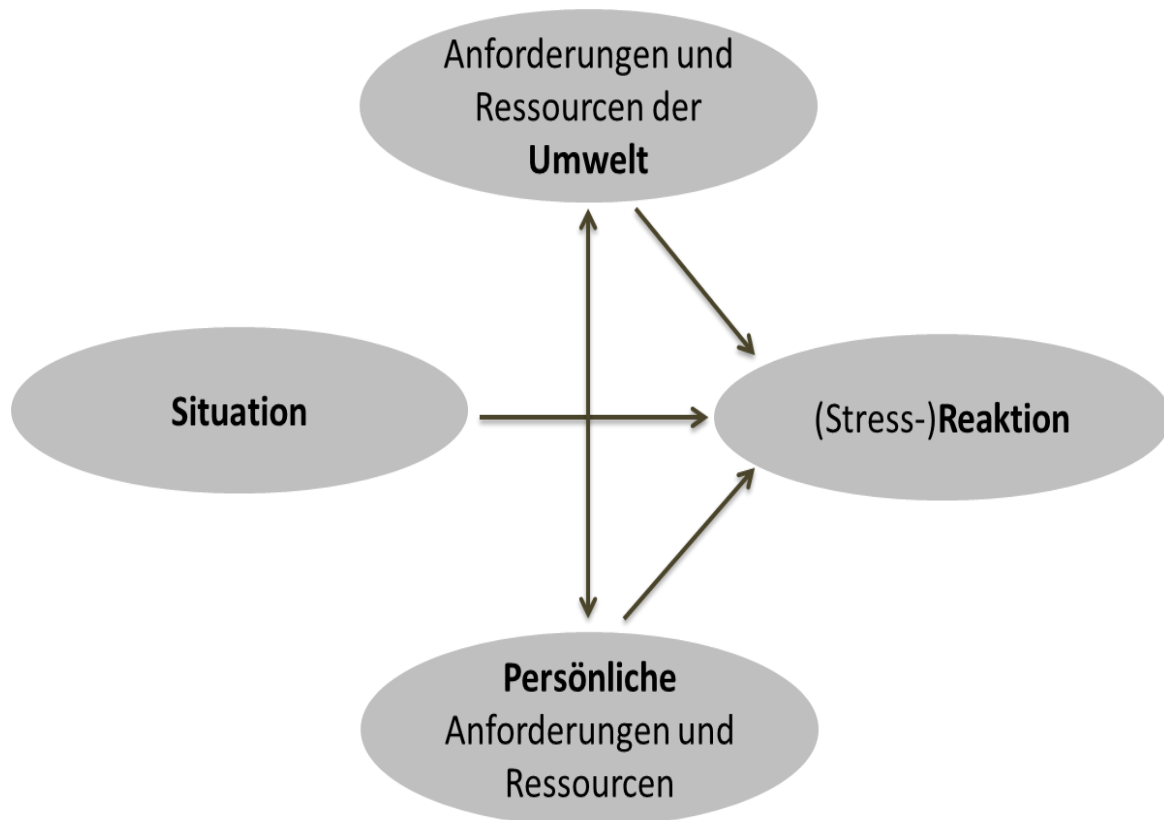 Anforderungen und
Ressourcen der
Umwelt
Situation
(Stress-)Reaktion
Persönliche
Anforderungen und
Ressourcen